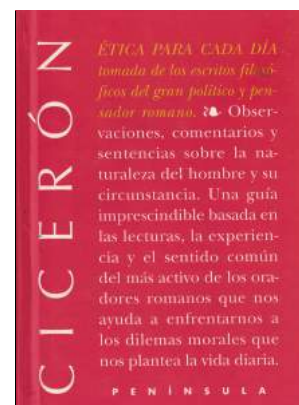 CICERÓN
ÉTICA PARA CADA DÍA
tomada de los escritos filosó-
ficos del gran político y pen-
sador romano. ❧ Obser-
vaciones, comentarios y
sentencias sobre la na-
turaleza del hombre y su
circunstancia. Una guía
imprescindible basada en
las lecturas, la experien-
cia y el sentido común
del más activo de los ora-
dores romanos que nos
ayuda a enfrentarnos a
los dilemas morales que
nos plantea la vida diaria.
PENÍNSULA